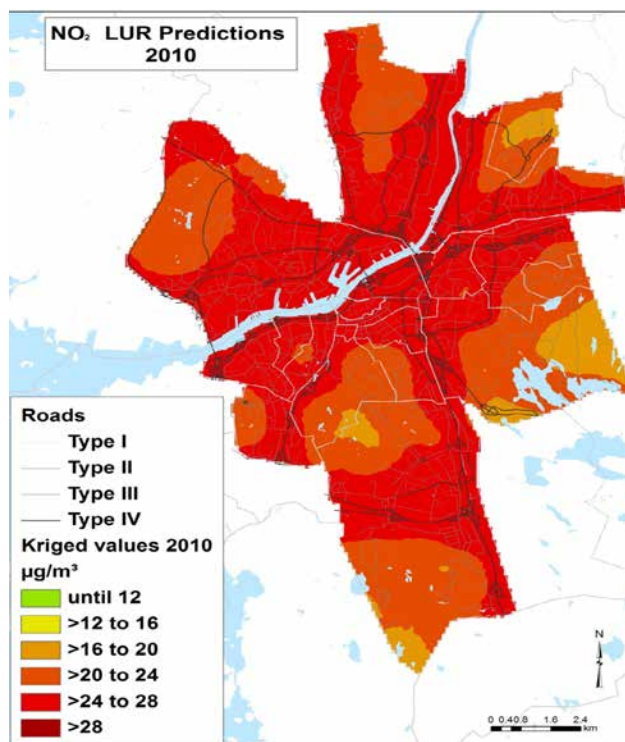 NO₂ LUR Predictions
2010
Roads
Type I
Type II
Type III
Type IV
Kriged values 2010
µg/m³
until 12
>12 to 16
>16 to 20
>20 to 24
>24 to 28
>28
N
0 0.40.8 1.6 2.4
km